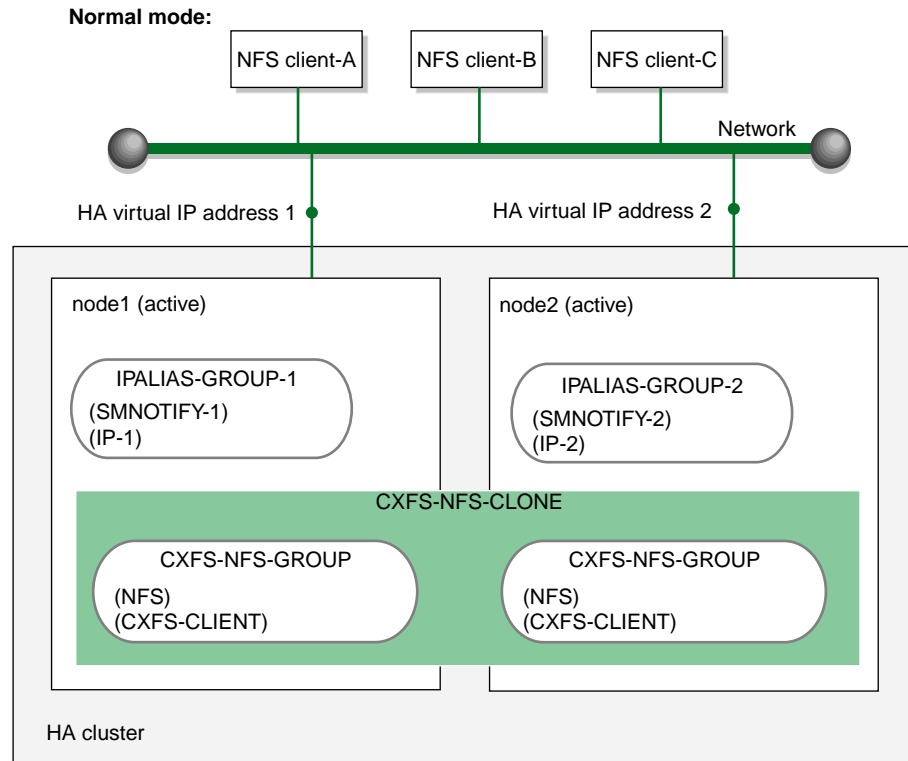 Normal mode:
NFS client-A
NFS client-B
NFS client-C
Network
HA virtual IP address 1
HA virtual IP address 2
node1 (active)
IPALIAS-GROUP-1
(SMNOTIFY-1)
(IP-1)
node2 (active)
IPALIAS-GROUP-2
(SMNOTIFY-2)
(IP-2)
CXFS-NFS-CLONE
CXFS-NFS-GROUP
(NFS)
(CXFS-CLIENT)
CXFS-NFS-GROUP
(NFS)
(CXFS-CLIENT)
HA cluster